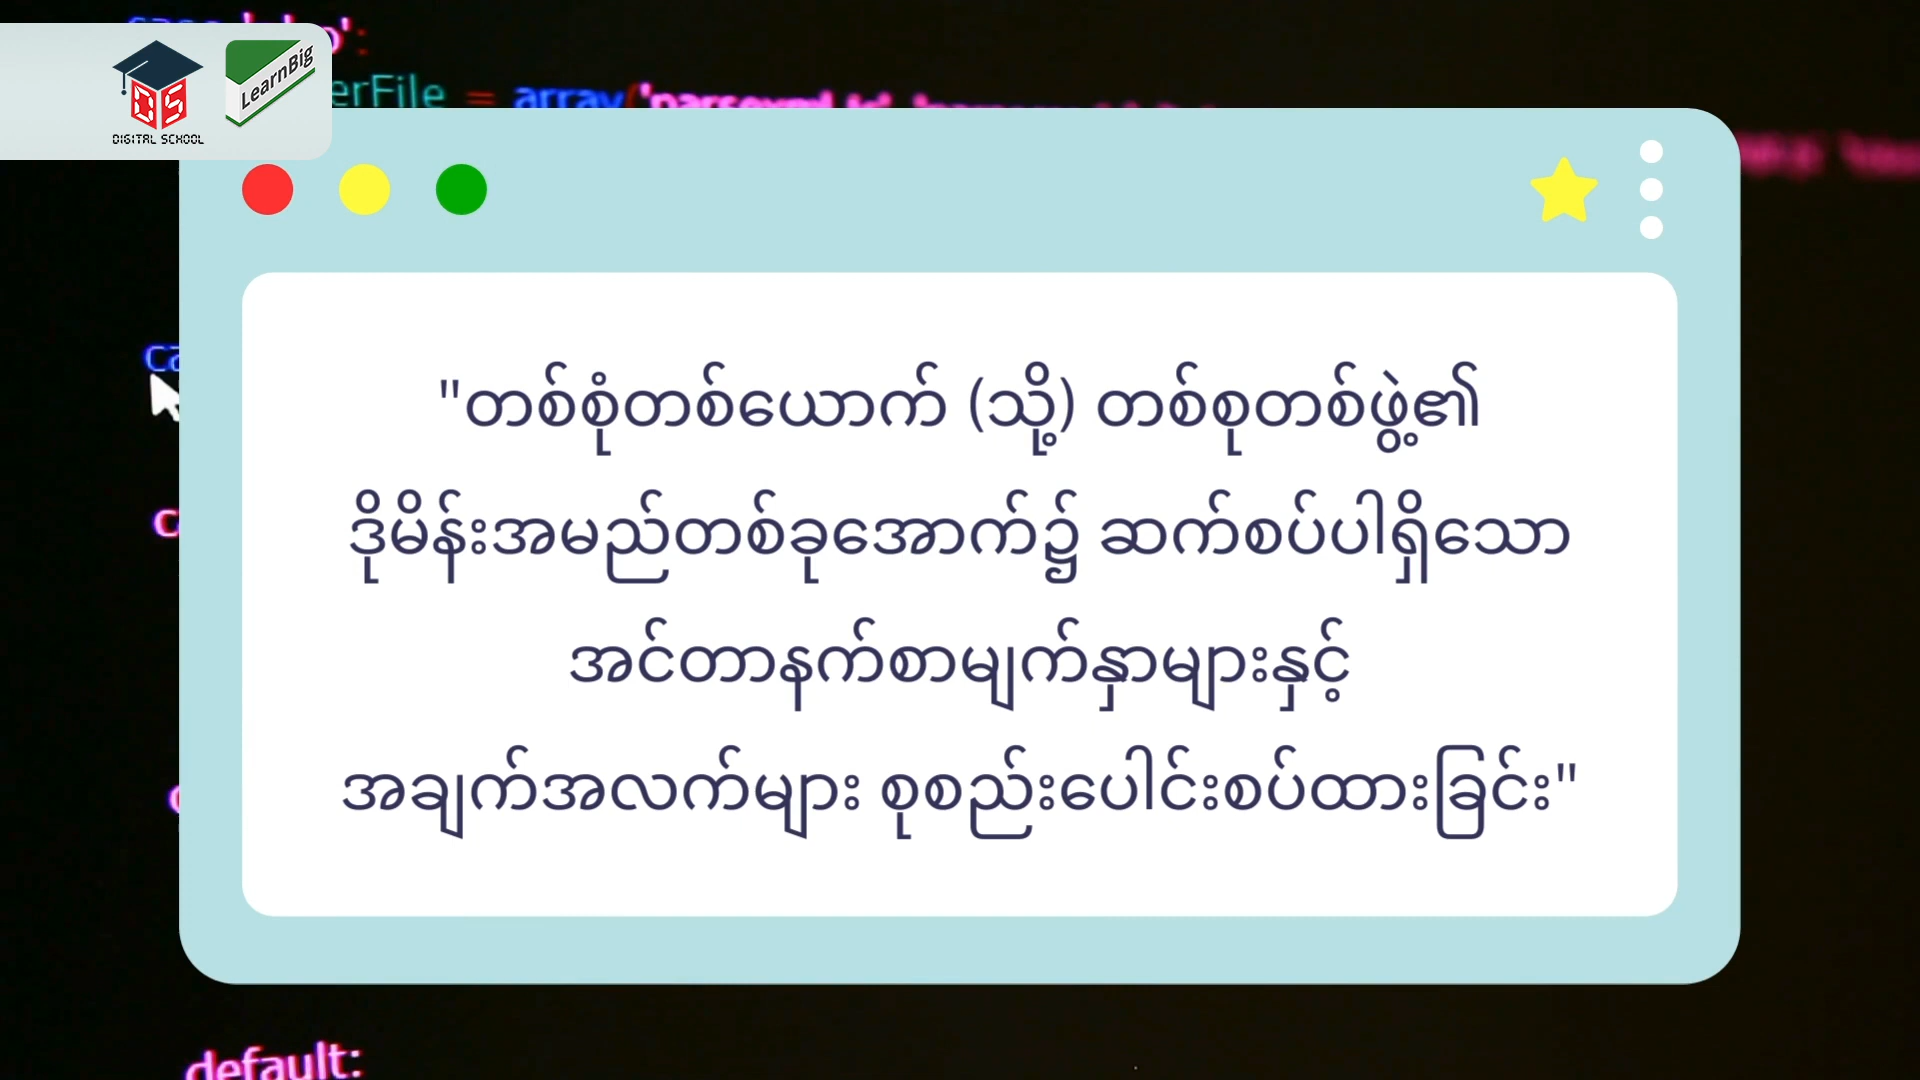 DIGITAL SCHOOL
LearnBig
erFile = array(
"တစ်စုံတစ်ယောက် (သို့) တစ်စုတစ်ဖွဲ့၏
ဒိုမိန်းအမည်တစ်ခုအောက်၌ ဆက်စပ်ပါရှိသော
အင်တာနက်စာမျက်နှာများနှင့်
အချက်အလက်များ စုစည်းပေါင်းစပ်ထားခြင်း"
default: